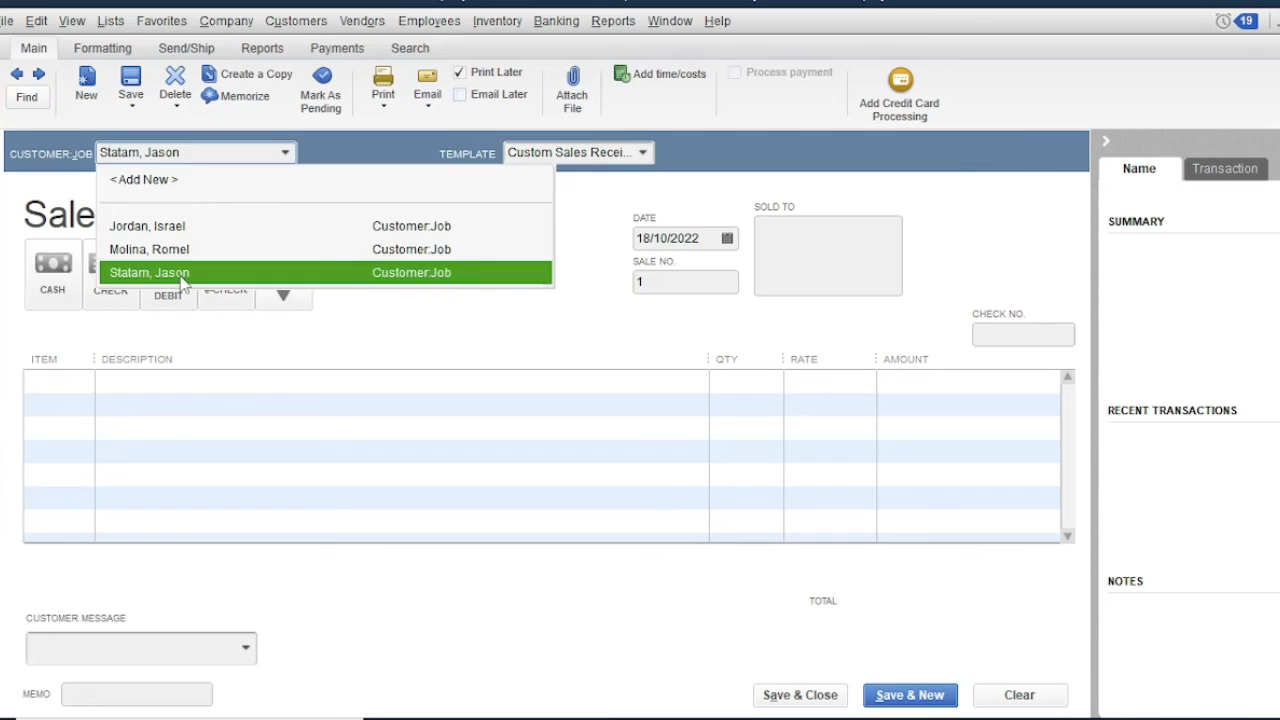 ile Edit View Lists Favorites Company Customers Vendors Employees Inventory Banking Reports Window Help 19
Main Formatting Send/Ship Reports Payments Search
Find New Save Delete Create a Copy Memorize Mark As Pending Print Email Print Later Email Later Attach File Add time/costs Process payment Add Credit Card Processing
CUSTOMER:JOB Statam, Jason TEMPLATE Custom Sales Recei...
Name Transaction
< Add New >
Jordan, Israel Customer:Job
Molina, Romel Customer:Job
Statam, Jason Customer:Job
Sale
CASH CHECK DEBIT e-CHECK
DATE
18/10/2022
SALE NO.
1
SOLD TO
CHECK NO.
ITEM DESCRIPTION QTY RATE AMOUNT
TOTAL
CUSTOMER MESSAGE
MEMO
Save & Close Save & New Clear
SUMMARY
RECENT TRANSACTIONS
NOTES